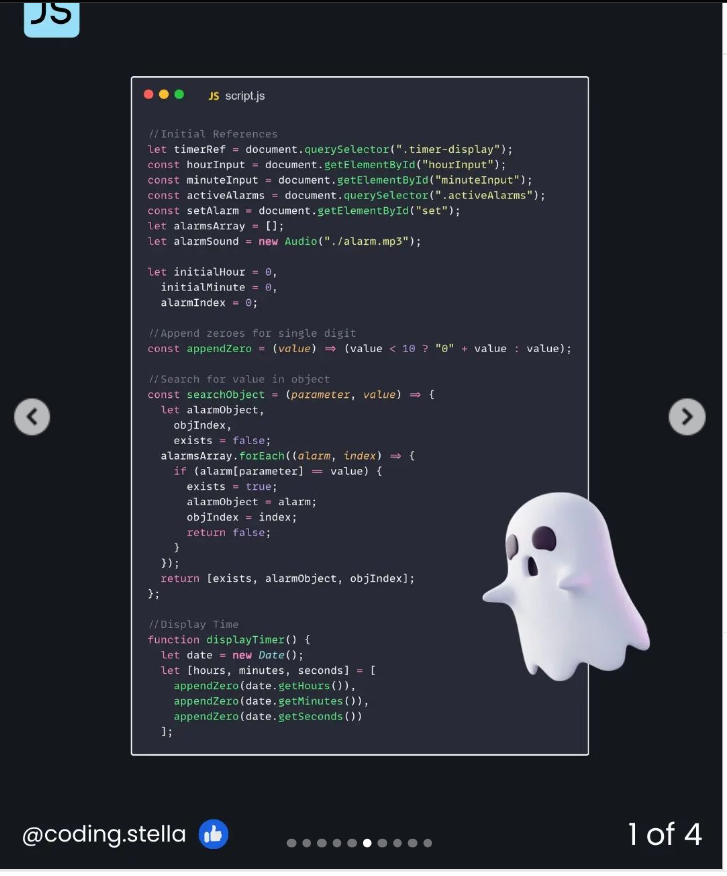 JS
JS script.js
//Initial References
let timerRef = document.querySelector(".timer-display");
const hourInput = document.getElementById("hourInput");
const minuteInput = document.getElementById("minuteInput");
const activeAlarms = document.querySelector(".activeAlarms");
const setAlarm = document.getElementById("set");
let alarmsArray = [];
let alarmSound = new Audio("./alarm.mp3");
let initialHour = 0,
  initialMinute = 0,
  alarmIndex = 0;
//Append zeroes for single digit
const appendZero = (value) => (value < 10 ? "0" + value : value);
//Search for value in object
const searchObject = (parameter, value) => {
  let alarmObject,
    objIndex,
    exists = false;
  alarmsArray.forEach((alarm, index) => {
    if (alarm[parameter] == value) {
      exists = true;
      alarmObject = alarm;
      objIndex = index;
      return false;
    }
  });
  return [exists, alarmObject, objIndex];
};
//Display Time
function displayTimer() {
  let date = new Date();
  let [hours, minutes, seconds] = [
    appendZero(date.getHours()),
    appendZero(date.getMinutes()),
    appendZero(date.getSeconds())
  ];
@coding.stella
1 of 4